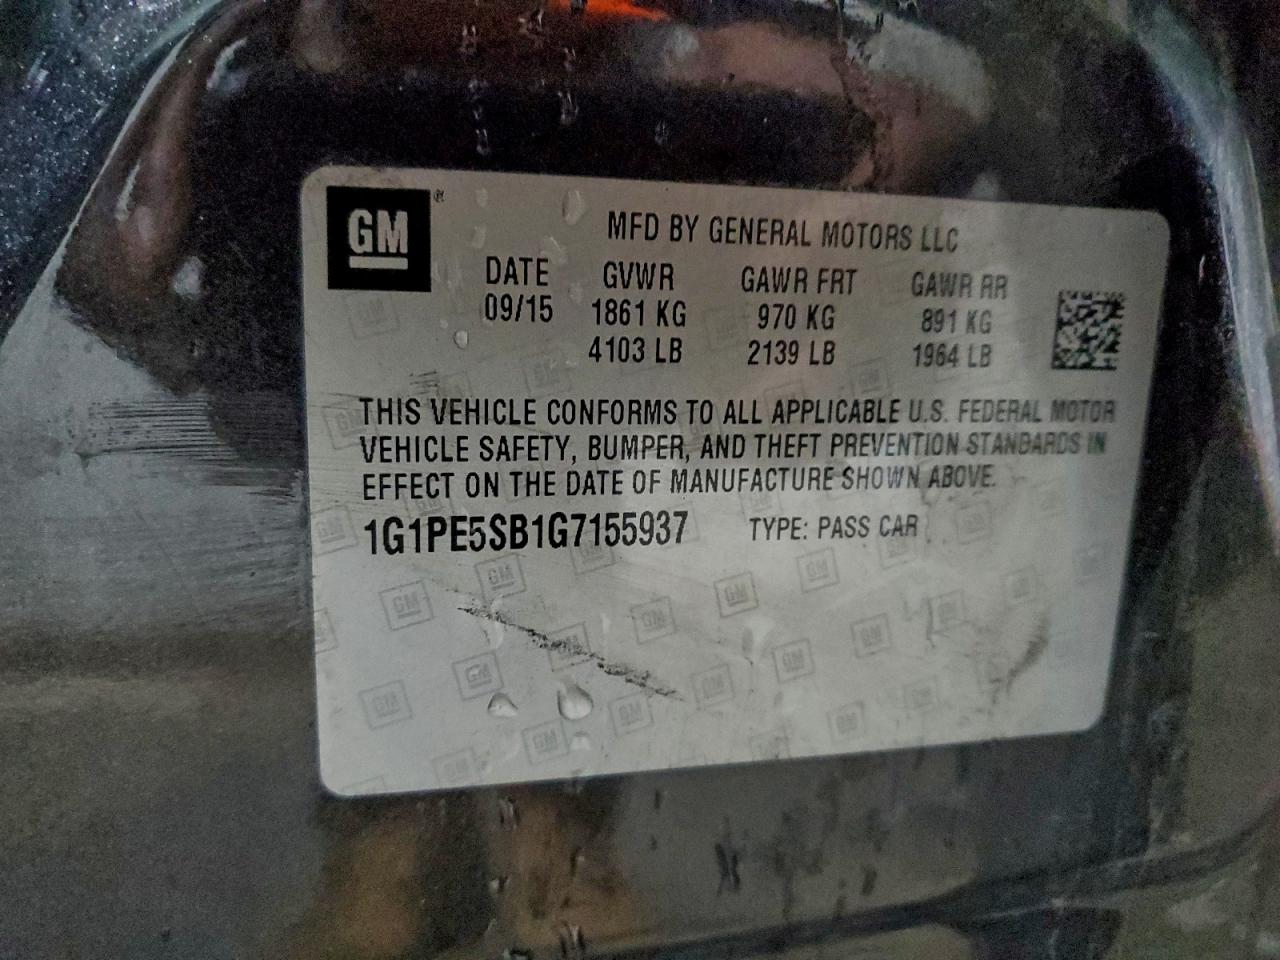 GM ®
MFD BY GENERAL MOTORS LLC
DATE GVWR GAWR FRT GAWR RR
09/15 1861 KG 970 KG 891 KG
4103 LB 2139 LB 1964 LB
THIS VEHICLE CONFORMS TO ALL APPLICABLE U.S. FEDERAL MOTOR
VEHICLE SAFETY, BUMPER, AND THEFT PREVENTION STANDARDS IN
EFFECT ON THE DATE OF MANUFACTURE SHOWN ABOVE.
1G1PE5SB1G7155937 TYPE: PASS CAR